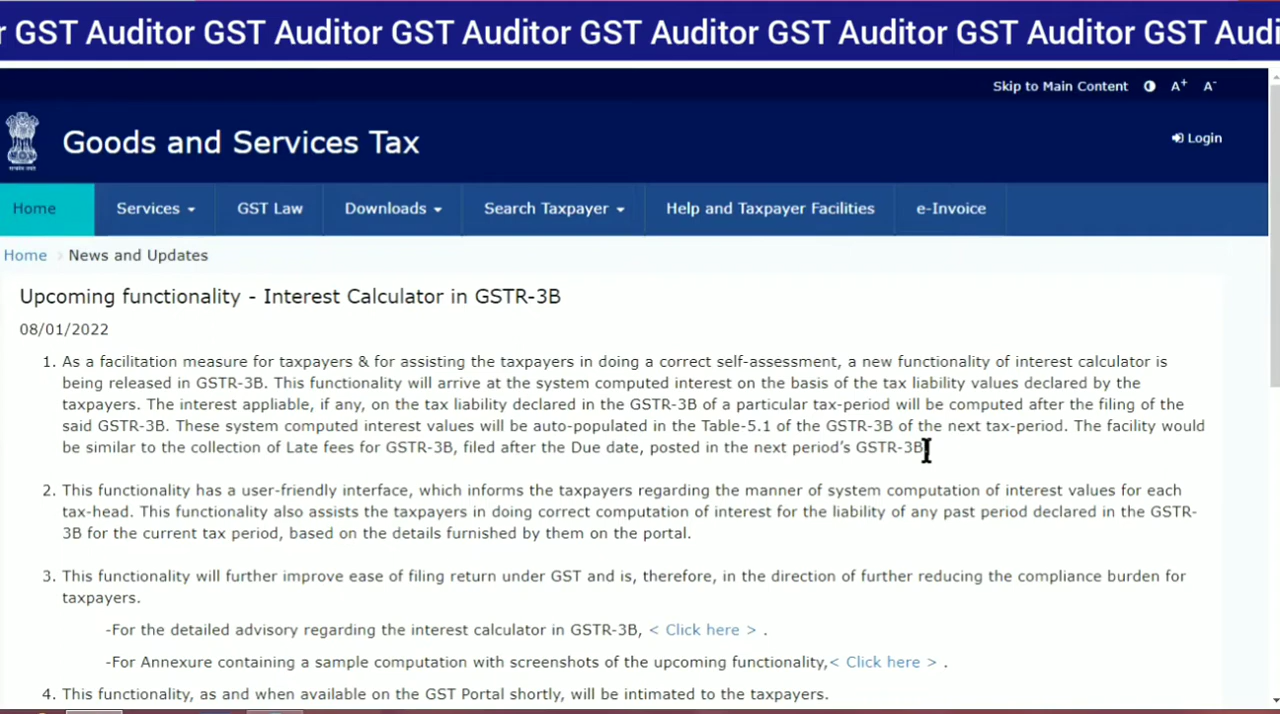 r GST Auditor GST Auditor GST Auditor GST Auditor GST Auditor GST Auditor GST Audi
Skip to Main Content A+ A-
Goods and Services Tax
Login
Home Services GST Law Downloads Search Taxpayer Help and Taxpayer Facilities e-Invoice
Home > News and Updates
Upcoming functionality - Interest Calculator in GSTR-3B
08/01/2022
1. As a facilitation measure for taxpayers & for assisting the taxpayers in doing a correct self-assessment, a new functionality of interest calculator is
being released in GSTR-3B. This functionality will arrive at the system computed interest on the basis of the tax liability values declared by the
taxpayers. The interest appliable, if any, on the tax liability declared in the GSTR-3B of a particular tax-period will be computed after the filing of the
said GSTR-3B. These system computed interest values will be auto-populated in the Table-5.1 of the GSTR-3B of the next tax-period. The facility would
be similar to the collection of Late fees for GSTR-3B, filed after the Due date, posted in the next period's GSTR-3B.
2. This functionality has a user-friendly interface, which informs the taxpayers regarding the manner of system computation of interest values for each
tax-head. This functionality also assists the taxpayers in doing correct computation of interest for the liability of any past period declared in the GSTR-
3B for the current tax period, based on the details furnished by them on the portal.
3. This functionality will further improve ease of filing return under GST and is, therefore, in the direction of further reducing the compliance burden for
taxpayers.
-For the detailed advisory regarding the interest calculator in GSTR-3B, < Click here > .
-For Annexure containing a sample computation with screenshots of the upcoming functionality,< Click here > .
4. This functionality, as and when available on the GST Portal shortly, will be intimated to the taxpayers.